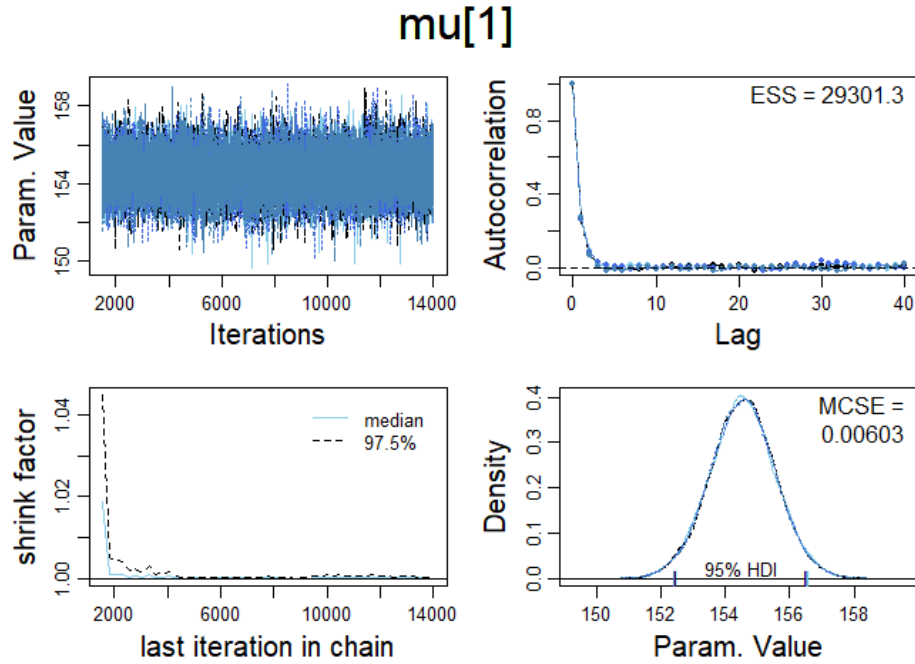 mu[1]
Param. Value
150
154
158
2000
6000
10000
14000
Iterations
Autocorrelation
0.0
0.4
0.8
ESS = 29301.3
0
10
20
30
40
Lag
shrink factor
1.00
1.02
1.04
median
97.5%
2000
6000
10000
14000
last iteration in chain
Density
0.0
0.1
0.2
0.3
0.4
MCSE =
0.00603
95% HDI
150
152
154
156
158
Param. Value